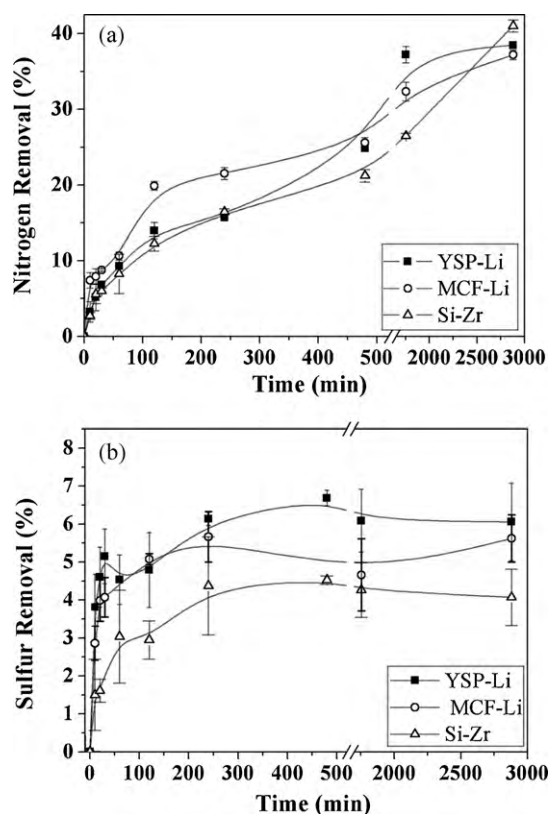 (a)
Nitrogen Removal (%)
40
30
20
10
0
YSP-Li
MCF-Li
Si-Zr
0 100 200 300 400 500 2000 2500 3000
Time (min)
(b)
Sulfur Removal (%)
8
7
6
5
4
3
2
1
0
YSP-Li
MCF-Li
Si-Zr
0 100 200 300 400 500 2000 2500 3000
Time (min)